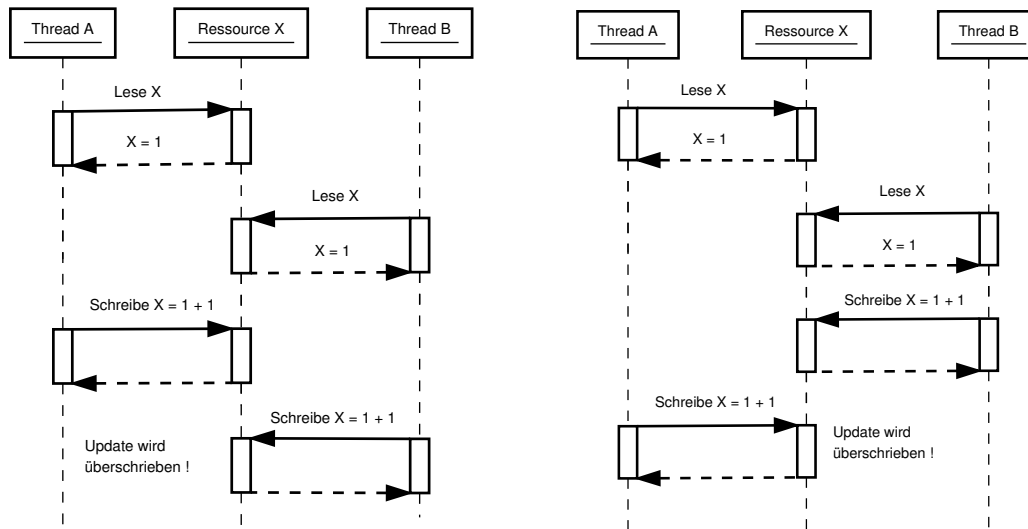 Thread A
Ressource X
Thread B
Lese X
X = 1
Lese X
X = 1
Schreibe X = 1 + 1
Schreibe X = 1 + 1
Update wird
überschrieben !
Thread A
Ressource X
Thread B
Lese X
X = 1
Lese X
X = 1
Schreibe X = 1 + 1
Schreibe X = 1 + 1
Update wird
überschrieben !